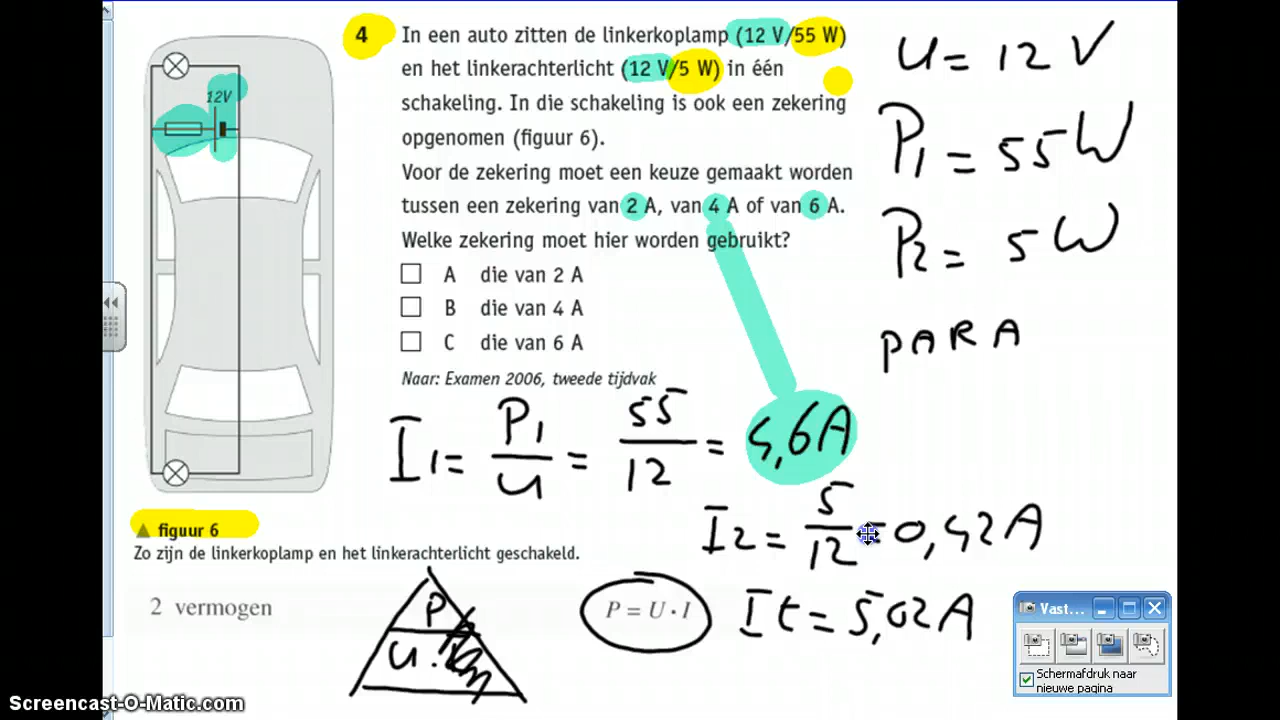 4 In een auto zitten de linkerkoplamp (12 V/55 W)
en het linkerachterlicht (12 V/5 W) in één
schakeling. In die schakeling is ook een zekering
opgenomen (figuur 6).
Voor de zekering moet een keuze gemaakt worden
tussen een zekering van 2 A, van 4 A of van 6 A.
Welke zekering moet hier worden gebruikt?
A die van 2 A
B die van 4 A
C die van 6 A
Naar: Examen 2006, tweede tijdvak
12V
U = 12 V
P1 = 55 W
P2 = 5 W
PARA
I1 = P1 / U = 55 / 12 = 4,6 A
I2 = 5 / 12 = 0,42 A
It = 5,02 A
▲ figuur 6
Zo zijn de linkerkoplamp en het linkerachterlicht geschakeld.
2 vermogen
P
U .
P = U · I
Vast...
Schermafdruk naar
nieuwe pagina
Screencast-O-Matic.com